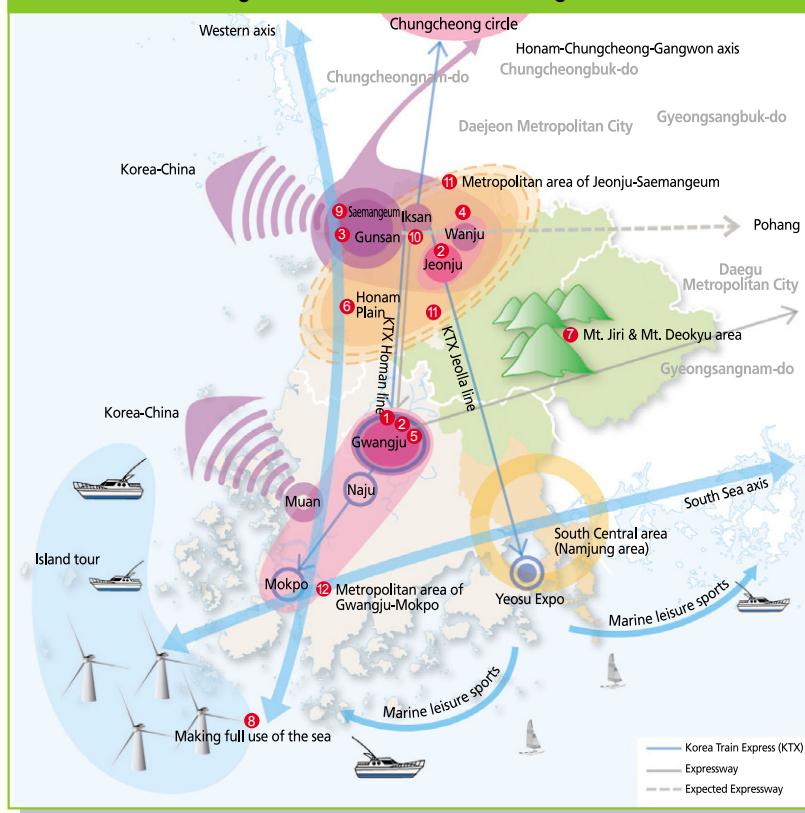 Chungcheong circle
Western axis
Honam-Chungcheong-Gangwon axis
Chungcheongnam-do
Chungcheongbuk-do
Gyeongsangbuk-do
Daejeon Metropolitan City
Korea-China
11 Metropolitan area of Jeonju-Saemangeum
9 Saemangeum
Iksan
4
Wanju
3 Gunsan
10
2
Jeonju
Pohang
Daegu
Metropolitan City
6 Honam
Plain
11
KTX Homan line
KTX Jeolla line
7 Mt. Jiri & Mt. Deokyu area
Gyeongsangnam-do
Korea-China
1
2
5
Gwangju
Naju
Muan
South Sea axis
South Central area
(Namjung area)
Island tour
Mokpo
12 Metropolitan area of
Gwangju-Mokpo
Yeosu Expo
Marine leisure sports
Marine leisure sports
8
Making full use of the sea
Korea Train Express (KTX)
Expressway
Expected Expressway